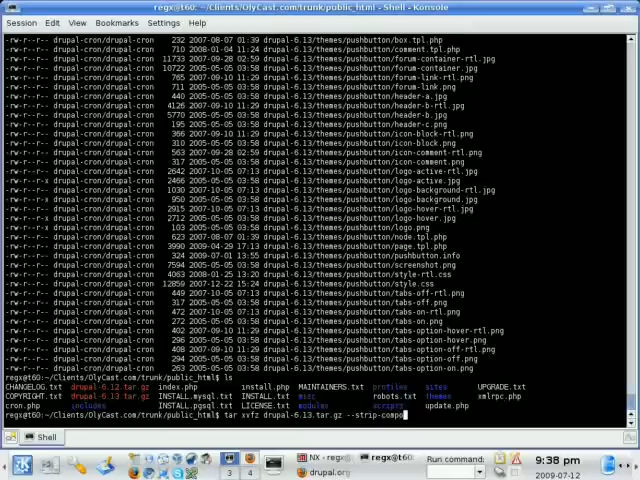 regx@t60: ~/Clients/OlyCast.com/trunk/public_html - Shell - Konsole
Session Edit View Bookmarks Settings Help
-rw-r--r-- drupal-cron/drupal-cron 232 2007-08-07 01:39 drupal-6.13/themes/pushbutton/box.tpl.php
-rw-r--r-- drupal-cron/drupal-cron 710 2008-01-04 11:24 drupal-6.13/themes/pushbutton/comment.tpl.php
-rw-r--r-- drupal-cron/drupal-cron 11733 2007-09-28 02:59 drupal-6.13/themes/pushbutton/forum-container-rtl.jpg
-rw-r--r-- drupal-cron/drupal-cron 10722 2005-05-05 03:58 drupal-6.13/themes/pushbutton/forum-container.jpg
-rw-r--r-- drupal-cron/drupal-cron 765 2007-09-10 11:29 drupal-6.13/themes/pushbutton/forum-link-rtl.png
-rw-r--r-- drupal-cron/drupal-cron 711 2005-05-05 03:58 drupal-6.13/themes/pushbutton/forum-link.png
-rw-r--r-- drupal-cron/drupal-cron 440 2005-05-05 03:58 drupal-6.13/themes/pushbutton/header-a.jpg
-rw-r--r-- drupal-cron/drupal-cron 4126 2007-09-10 11:29 drupal-6.13/themes/pushbutton/header-b-rtl.jpg
-rw-r--r-- drupal-cron/drupal-cron 5770 2005-05-05 03:58 drupal-6.13/themes/pushbutton/header-b.jpg
-rw-r--r-- drupal-cron/drupal-cron 195 2005-05-05 03:58 drupal-6.13/themes/pushbutton/header-c.png
-rw-r--r-- drupal-cron/drupal-cron 366 2007-09-10 11:29 drupal-6.13/themes/pushbutton/icon-block-rtl.png
-rw-r--r-- drupal-cron/drupal-cron 310 2005-05-05 03:58 drupal-6.13/themes/pushbutton/icon-block.png
-rw-r--r-- drupal-cron/drupal-cron 563 2007-09-28 02:59 drupal-6.13/themes/pushbutton/icon-comment-rtl.png
-rw-r--r-- drupal-cron/drupal-cron 317 2005-05-05 03:58 drupal-6.13/themes/pushbutton/icon-comment.png
-rw-r--r-- drupal-cron/drupal-cron 2642 2007-10-05 07:13 drupal-6.13/themes/pushbutton/logo-active-rtl.jpg
-rw-r--r-- drupal-cron/drupal-cron 2466 2005-05-05 03:58 drupal-6.13/themes/pushbutton/logo-active.jpg
-rw-r--r-- drupal-cron/drupal-cron 1030 2007-10-05 07:13 drupal-6.13/themes/pushbutton/logo-background-rtl.jpg
-rw-r--r-x drupal-cron/drupal-cron 950 2005-05-05 03:58 drupal-6.13/themes/pushbutton/logo-background.jpg
-rw-r--r-- drupal-cron/drupal-cron 2915 2007-10-05 07:13 drupal-6.13/themes/pushbutton/logo-hover-rtl.jpg
-rw-r--r-x drupal-cron/drupal-cron 2712 2005-05-05 03:58 drupal-6.13/themes/pushbutton/logo-hover.jpg
-rw-r--r-x drupal-cron/drupal-cron 103 2005-05-05 03:58 drupal-6.13/themes/pushbutton/logo.png
-rw-r--r-- drupal-cron/drupal-cron 623 2007-08-07 01:39 drupal-6.13/themes/pushbutton/node.tpl.php
-rw-r--r-- drupal-cron/drupal-cron 3990 2009-04-29 17:13 drupal-6.13/themes/pushbutton/page.tpl.php
-rw-r--r-- drupal-cron/drupal-cron 324 2009-07-01 13:55 drupal-6.13/themes/pushbutton/pushbutton.info
-rw-r--r-- drupal-cron/drupal-cron 7594 2005-05-05 03:58 drupal-6.13/themes/pushbutton/screenshot.png
-rw-r--r-- drupal-cron/drupal-cron 4063 2008-01-25 13:20 drupal-6.13/themes/pushbutton/style-rtl.css
-rw-r--r-- drupal-cron/drupal-cron 12859 2007-12-22 15:24 drupal-6.13/themes/pushbutton/style.css
-rw-r--r-- drupal-cron/drupal-cron 449 2007-09-10 11:29 drupal-6.13/themes/pushbutton/tabs-off-rtl.png
-rw-r--r-- drupal-cron/drupal-cron 317 2005-05-05 03:58 drupal-6.13/themes/pushbutton/tabs-off.png
-rw-r--r-- drupal-cron/drupal-cron 472 2007-10-05 07:13 drupal-6.13/themes/pushbutton/tabs-on-rtl.png
-rw-r--r-- drupal-cron/drupal-cron 272 2005-05-05 03:58 drupal-6.13/themes/pushbutton/tabs-on.png
-rw-r--r-- drupal-cron/drupal-cron 402 2007-09-10 11:29 drupal-6.13/themes/pushbutton/tabs-option-hover-rtl.png
-rw-r--r-- drupal-cron/drupal-cron 296 2005-05-05 03:58 drupal-6.13/themes/pushbutton/tabs-option-hover.png
-rw-r--r-- drupal-cron/drupal-cron 408 2007-09-10 11:29 drupal-6.13/themes/pushbutton/tabs-option-off-rtl.png
-rw-r--r-- drupal-cron/drupal-cron 294 2005-05-05 03:58 drupal-6.13/themes/pushbutton/tabs-option-off.png
-rw-r--r-- drupal-cron/drupal-cron 263 2005-05-05 03:58 drupal-6.13/themes/pushbutton/tabs-option-on.png
regx@t60:~/Clients/OlyCast.com/trunk/public_html$ ls
CHANGELOG.txt drupal-6.12.tar.gz index.php install.php MAINTAINERS.txt profiles sites UPGRADE.txt
COPYRIGHT.txt drupal-6.13.tar.gz INSTALL.mysql.txt INSTALL.txt misc robots.txt themes xmlrpc.php
cron.php includes INSTALL.pgsql.txt LICENSE.txt modules scripts update.php
regx@t60:~/Clients/OlyCast.com/trunk/public_html$ tar xvfz drupal-6.13.tar.gz --strip-compo
Shell
1 2 3 4
NX - regx@
regx@t60:
drupal.org
Run command:
9:38 pm
2009-07-12